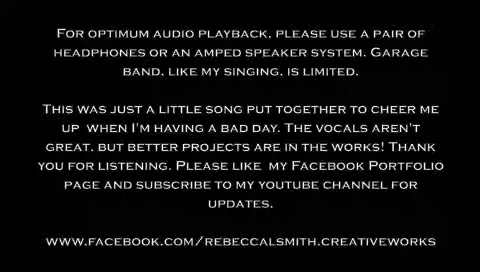 For optimum audio playback, please use a pair of
headphones or an amped speaker system. Garage
band, like my singing, is limited.
This was just a little song put together to cheer me
up when I'm having a bad day. The vocals aren't
great, but better projects are in the works! Thank
you for listening. Please like my Facebook Portfolio
page and subscribe to my youtube channel for
updates.
www.facebook.com/rebeccalsmith.creativeworks